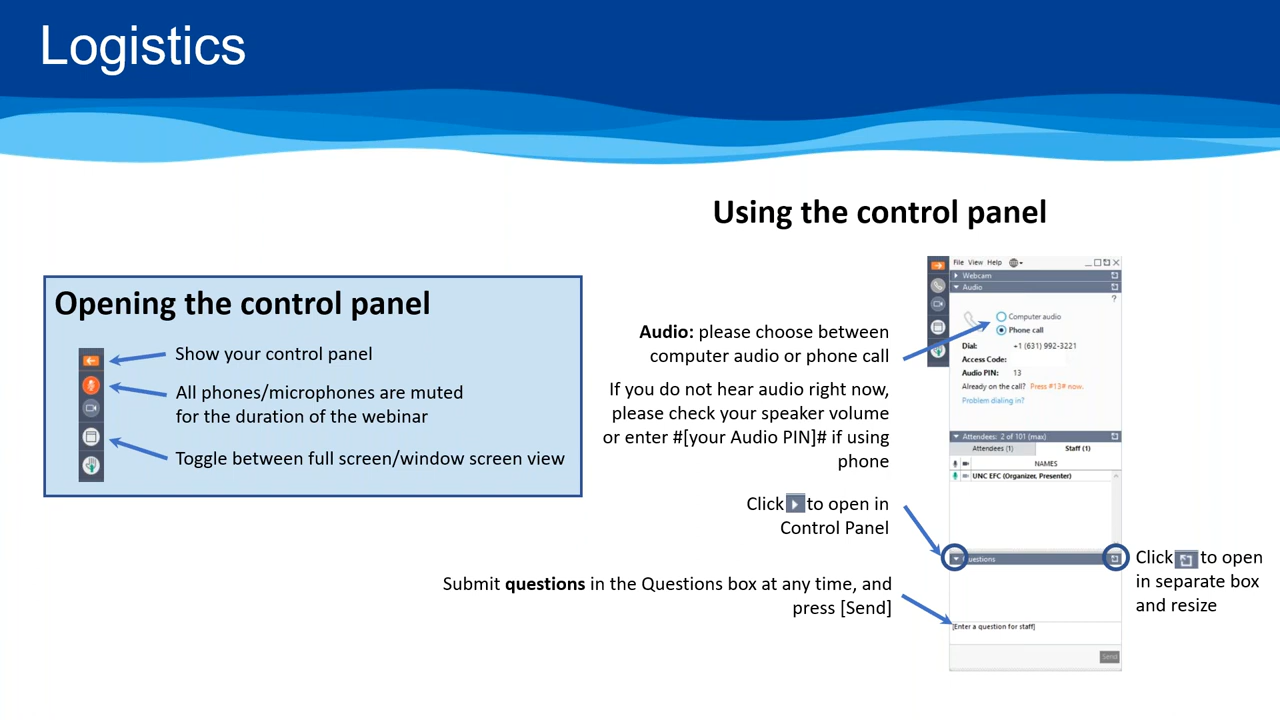 Logistics
Opening the control panel
Show your control panel
All phones/microphones are muted
for the duration of the webinar
Toggle between full screen/window screen view
Using the control panel
Audio: please choose between
computer audio or phone call
If you do not hear audio right now,
please check your speaker volume
or enter #[your Audio PIN]# if using
phone
Click to open in
Control Panel
Submit questions in the Questions box at any time, and
press [Send]
File View Help
Webcam
Audio
?
Computer audio
Phone call
Dial: +1 (631) 992-3221
Access Code:
Audio PIN: 13
Already on the call? Press #13# now.
Problem dialing in?
Attendees: 2 of 101 (max)
Attendees (1) Staff (1)
NAMES
UNC EFC (Organizer, Presenter)
Questions
[Enter a question for staff]
Send
Click to open
in separate box
and resize